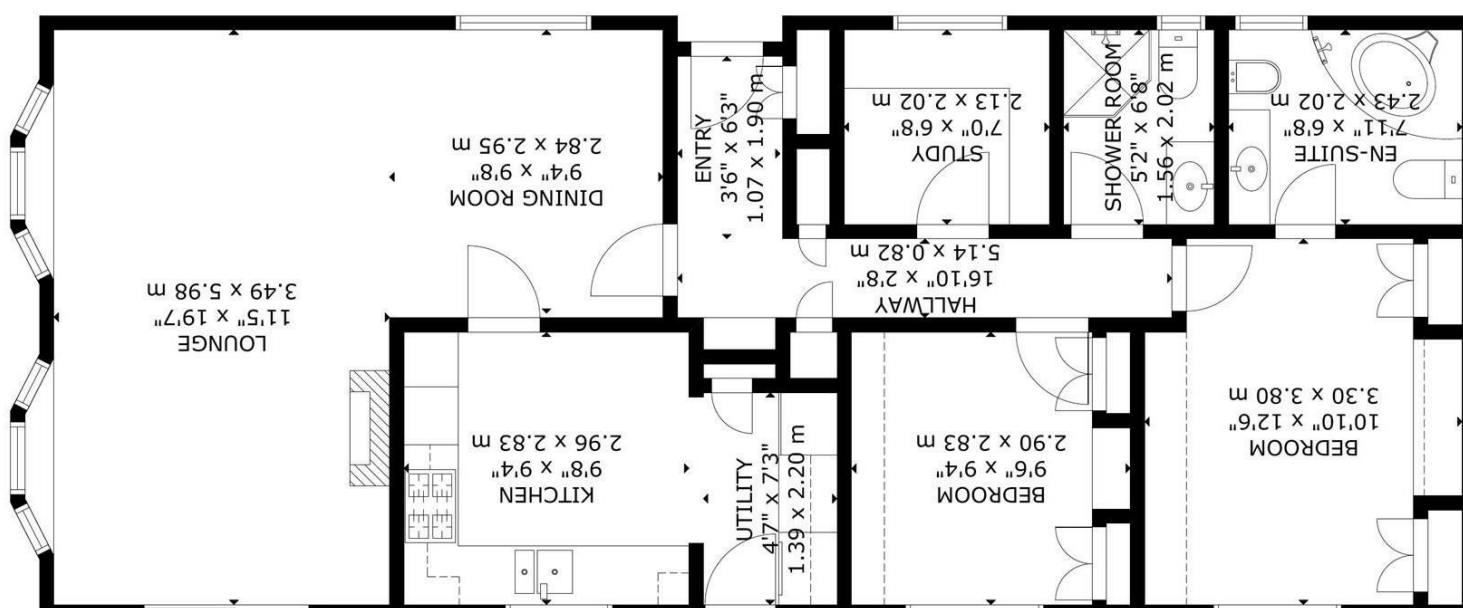 LOUNGE
11'5" x 19'7"
3.49 x 5.98 m
DINING ROOM
9'4" x 9'8"
2.84 x 2.95 m
KITCHEN
9'8" x 9'4"
2.96 x 2.83 m
UTILITY
4'7" x 7'3"
1.39 x 2.20 m
ENTRY
3'6" x 6'3"
1.07 x 1.90 m
HALLWAY
16'10" x 2'8"
5.14 x 0.82 m
STUDY
7'0" x 6'8"
2.13 x 2.02 m
SHOWER ROOM
5'2" x 6'8"
1.56 x 2.02 m
EN-SUITE
7'11" x 6'8"
2.43 x 2.02 m
BEDROOM
9'6" x 9'4"
2.90 x 2.83 m
BEDROOM
10'10" x 12'6"
3.30 x 3.80 m